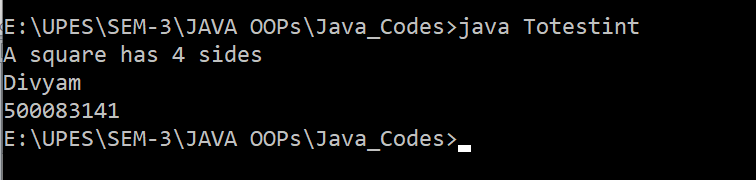 E:\UPES\SEM-3\JAVA OOPs\Java_Codes>java Totestint
A square has 4 sides
Divyam
500083141
E:\UPES\SEM-3\JAVA OOPs\Java_Codes>